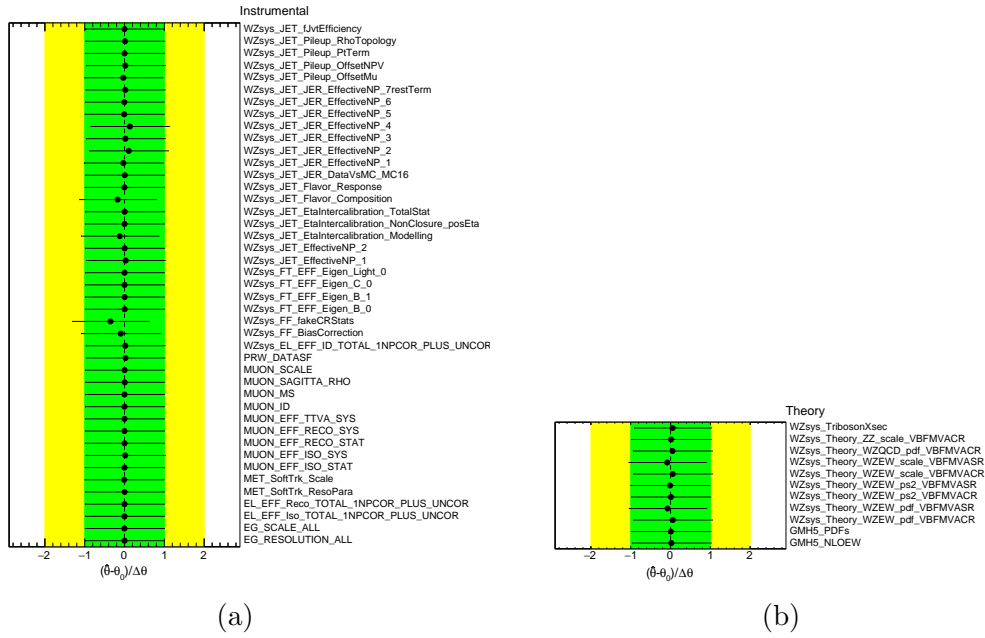 Instrumental
WZsys_JET_fJvtEfficiency
WZsys_JET_Pileup_RhoTopology
WZsys_JET_Pileup_PtTerm
WZsys_JET_Pileup_OffsetNPV
WZsys_JET_Pileup_OffsetMu
WZsys_JET_JER_EffectiveNP_7restTerm
WZsys_JET_JER_EffectiveNP_6
WZsys_JET_JER_EffectiveNP_5
WZsys_JET_JER_EffectiveNP_4
WZsys_JET_JER_EffectiveNP_3
WZsys_JET_JER_EffectiveNP_2
WZsys_JET_JER_EffectiveNP_1
WZsys_JET_JER_DataVsMC_MC16
WZsys_JET_Flavor_Response
WZsys_JET_Flavor_Composition
WZsys_JET_EtaIntercalibration_TotalStat
WZsys_JET_EtaIntercalibration_NonClosure_posEta
WZsys_JET_EtaIntercalibration_Modelling
WZsys_JET_EffectiveNP_2
WZsys_JET_EffectiveNP_1
WZsys_FT_EFF_Eigen_Light_0
WZsys_FT_EFF_Eigen_C_0
WZsys_FT_EFF_Eigen_B_1
WZsys_FT_EFF_Eigen_B_0
WZsys_FF_fakeCRStats
WZsys_FF_BiasCorrection
WZsys_EL_EFF_ID_TOTAL_1NPCOR_PLUS_UNCOR
PRW_DATASF
MUON_SCALE
MUON_SAGITTA_RHO
MUON_MS
MUON_ID
MUON_EFF_TTVA_SYS
MUON_EFF_RECO_SYS
MUON_EFF_RECO_STAT
MUON_EFF_ISO_SYS
MUON_EFF_ISO_STAT
MET_SoftTrk_Scale
MET_SoftTrk_ResoPara
EL_EFF_Reco_TOTAL_1NPCOR_PLUS_UNCOR
EL_EFF_Iso_TOTAL_1NPCOR_PLUS_UNCOR
EG_SCALE_ALL
EG_RESOLUTION_ALL
−2 −1 0 1 2
(θ̂-θ₀)/Δθ
(a)
Theory
WZsys_TribosonXsec
WZsys_Theory_ZZ_scale_VBFMVACR
WZsys_Theory_WZQCD_pdf_VBFMVACR
WZsys_Theory_WZEW_scale_VBFMVASR
WZsys_Theory_WZEW_scale_VBFMVACR
WZsys_Theory_WZEW_ps2_VBFMVASR
WZsys_Theory_WZEW_ps2_VBFMVACR
WZsys_Theory_WZEW_pdf_VBFMVASR
WZsys_Theory_WZEW_pdf_VBFMVACR
GMH5_PDFs
GMH5_NLOEW
−2 −1 0 1 2
(θ̂-θ₀)/Δθ
(b)